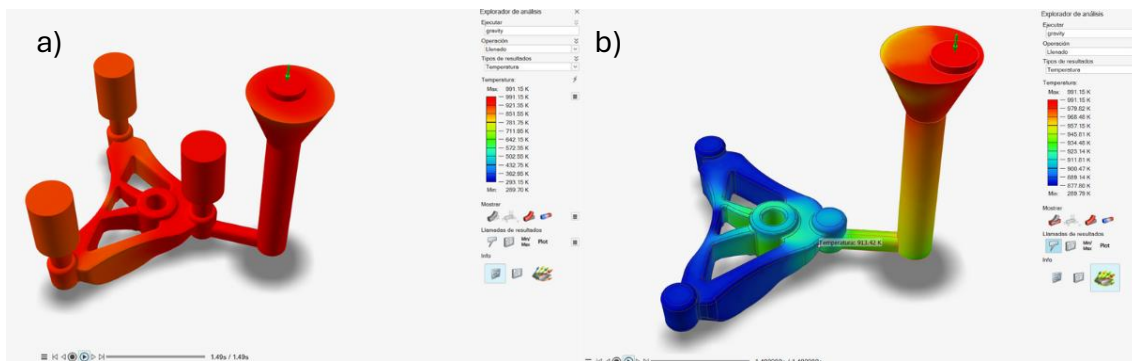 a)
Explorador de análisis
Ejecutar
gravity
Operación
Llenado
Tipos de resultados
Temperatura
Temperatura:
Max: 991.15 K
991.15 K
921.35 K
851.55 K
781.75 K
711.95 K
642.15 K
572.35 K
502.55 K
432.75 K
362.95 K
293.15 K
Min: 289.70 K
Mostrar
Llamadas de resultados
Min/
Max
Plot
Info
1.49s / 1.49s
b)
Explorador de análisis
Ejecutar
gravity
Operación
Llenado
Tipos de resultados
Temperatura
Temperatura:
Max: 991.15 K
991.15 K
979.82 K
968.48 K
957.15 K
945.81 K
934.48 K
923.14 K
911.81 K
900.47 K
889.14 K
877.80 K
Min: 289.79 K
Temperatura: 913.42 K
Mostrar
Llamadas de resultados
Min/
Max
Plot
Info